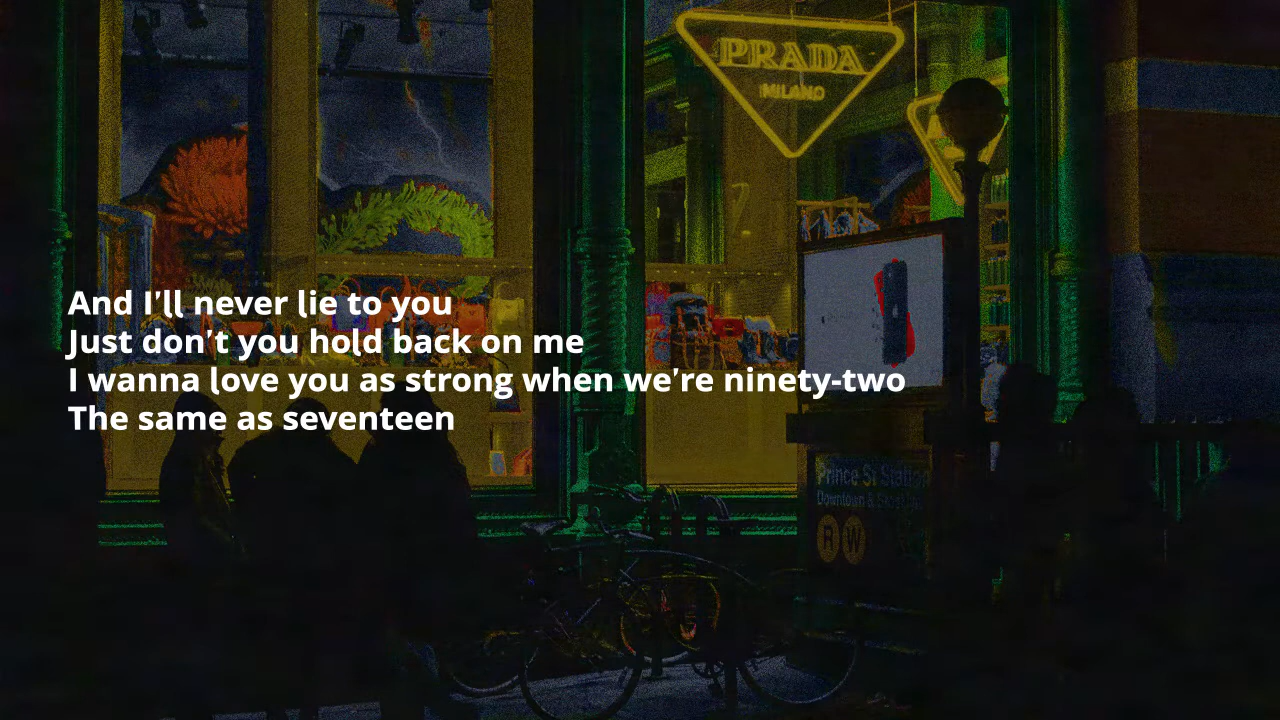 PRADA
MILANO
And I'll never lie to you
Just don't you hold back on me
I wanna love you as strong when we're ninety-two
The same as seventeen
Prince St Station
Downtown &
R W